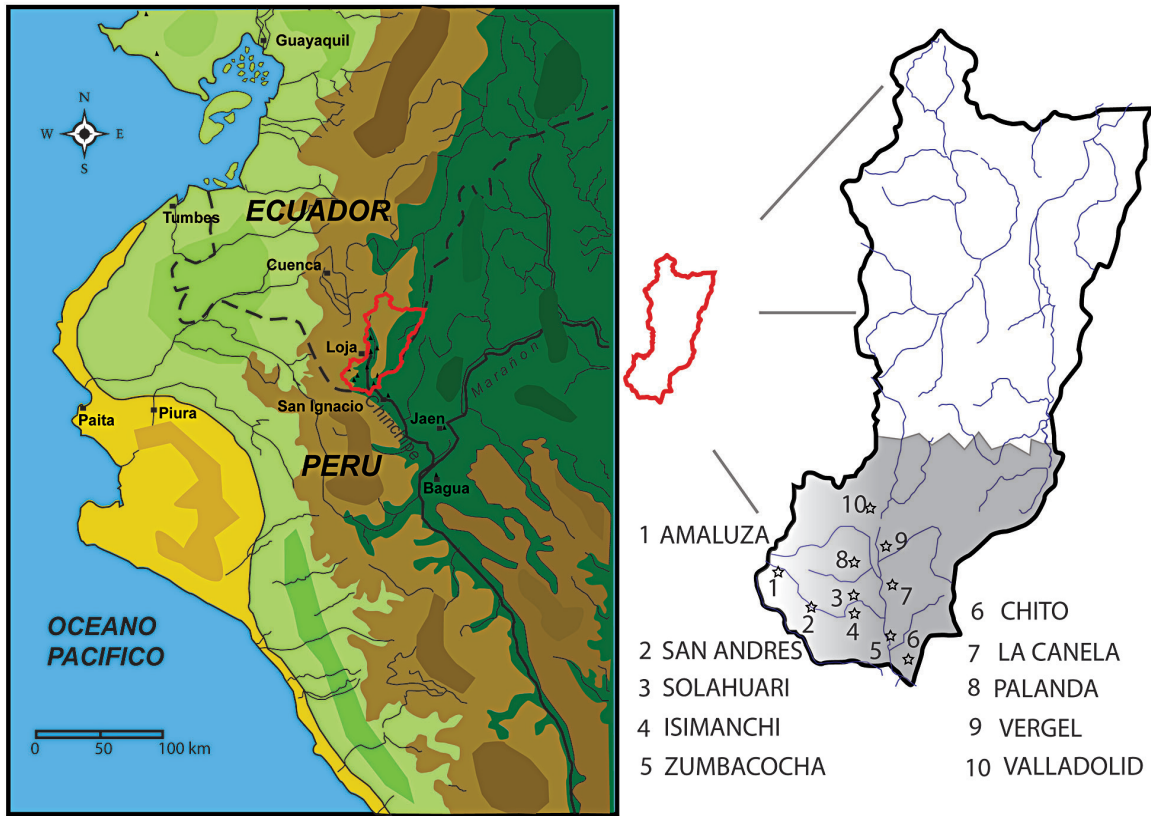 Guayaquil
N
W E
S
ECUADOR
Tumbes
Cuenca
Loja
Marañon
San Ignacio
Chinchipe
Jaen
Paita
Piura
PERU
Bagua
OCEANO
PACIFICO
0 50 100 km
10
9
8
1
7
3
2
4
5
6
1 AMALUZA
2 SAN ANDRES
3 SOLAHUARI
4 ISIMANCHI
5 ZUMBACOCHA
6 CHITO
7 LA CANELA
8 PALANDA
9 VERGEL
10 VALLADOLID